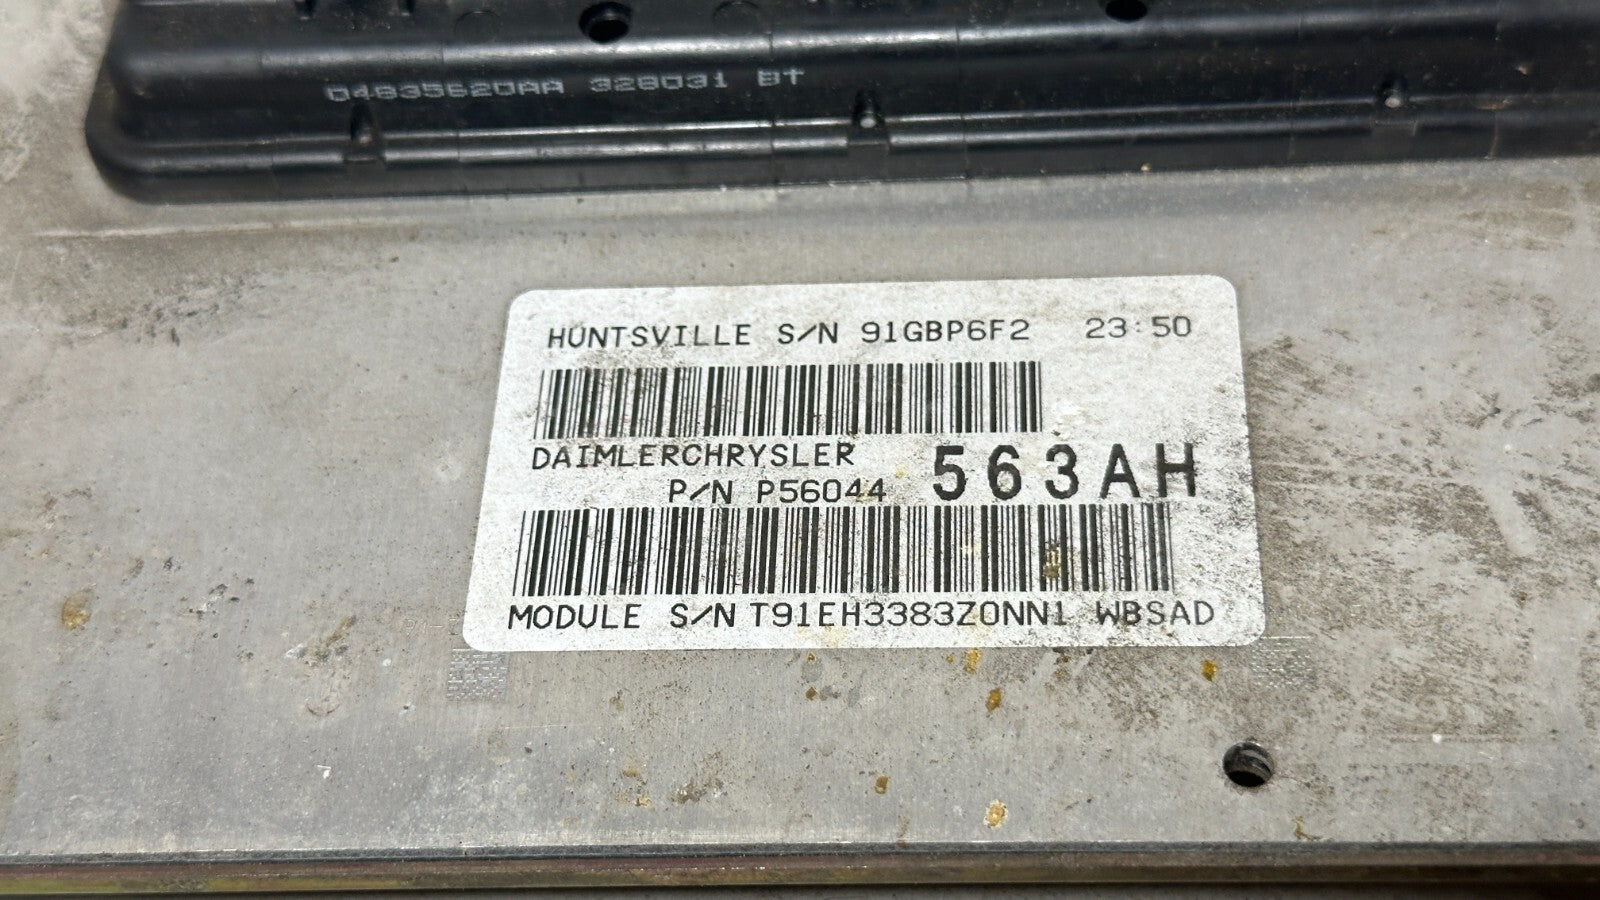 04835620AA 328031 BT
HUNTSVILLE S/N 91GBP6F2 23:50
DAIMLERCHRYSLER
P/N P56044 563AH
MODULE S/N T91EH3383Z0NN1 WBSAD